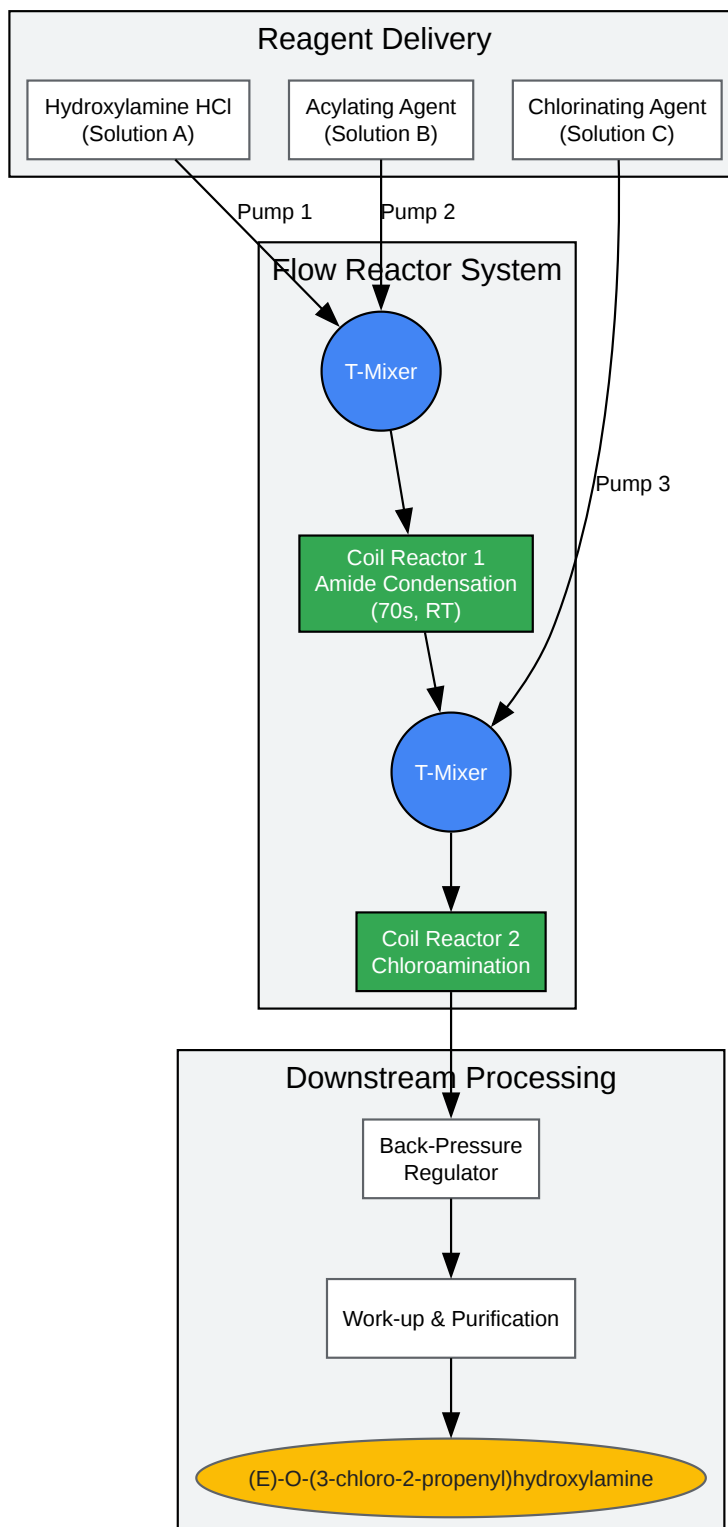 Reagent Delivery
Hydroxylamine HCl
(Solution A)
Acylating Agent
(Solution B)
Chlorinating Agent
(Solution C)
Pump 1
Pump 2
Flow Reactor System
T-Mixer
Pump 3
Coil Reactor 1
Amide Condensation
(70s, RT)
T-Mixer
Coil Reactor 2
Chloroamination
Downstream Processing
Back-Pressure
Regulator
Work-up & Purification
(E)-O-(3-chloro-2-propenyl)hydroxylamine